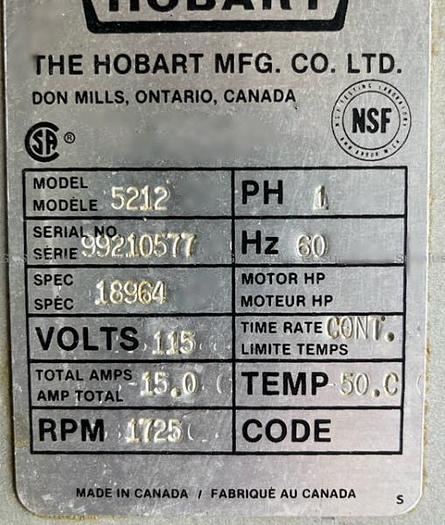 HOBART
THE HOBART MFG. CO. LTD.
DON MILLS, ONTARIO, CANADA
SA ®
NSF
MODEL
MODÈLE 5212
PH 1
SERIAL NO.
SÉRIE 99210577
Hz 60
SPEC
SPÉC 18964
MOTOR HP
MOTEUR HP
VOLTS 115
TIME RATE CONT.
LIMITE TEMPS
TOTAL AMPS
AMP TOTAL 15.0
TEMP 50.C
RPM 1725
CODE
MADE IN CANADA / FABRIQUÉ AU CANADA
S